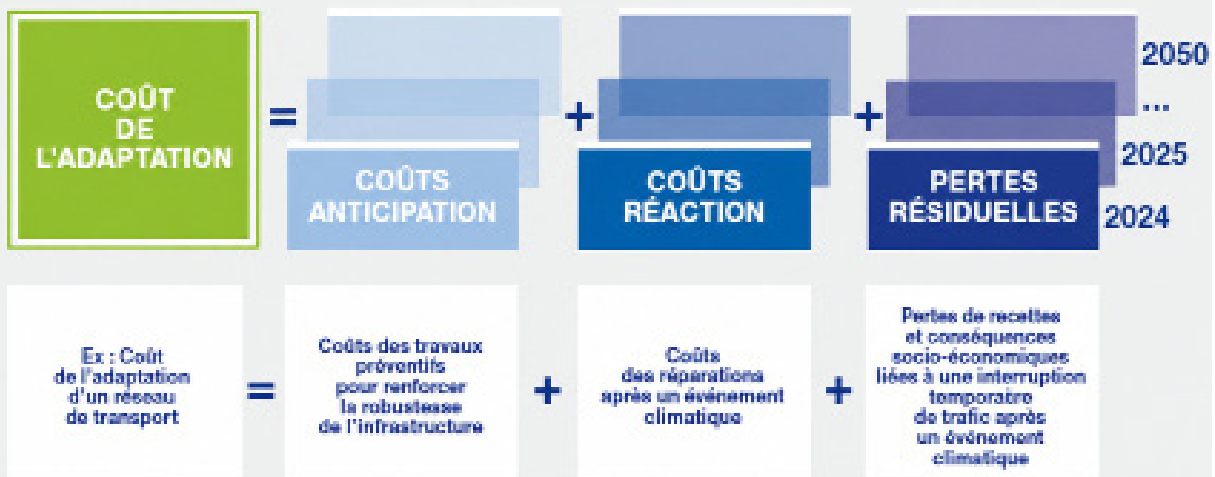 COÛT
DE
L'ADAPTATION
=
COÛTS
ANTICIPATION
+
COÛTS
RÉACTION
+
PERTES
RÉSIDUELLES
2050
...
2025
2024
Ex : Coût
de l'adaptation
d'un réseau
de transport
=
Coûts des travaux
préventifs
pour renforcer
la robustesse
de l'infrastructure
+
Coûts
des réparations
après un événement
climatique
+
Pertes de recettes
et conséquences
socio-économiques
liées à une interruption
temporaire
de trafic après
un événement
climatique